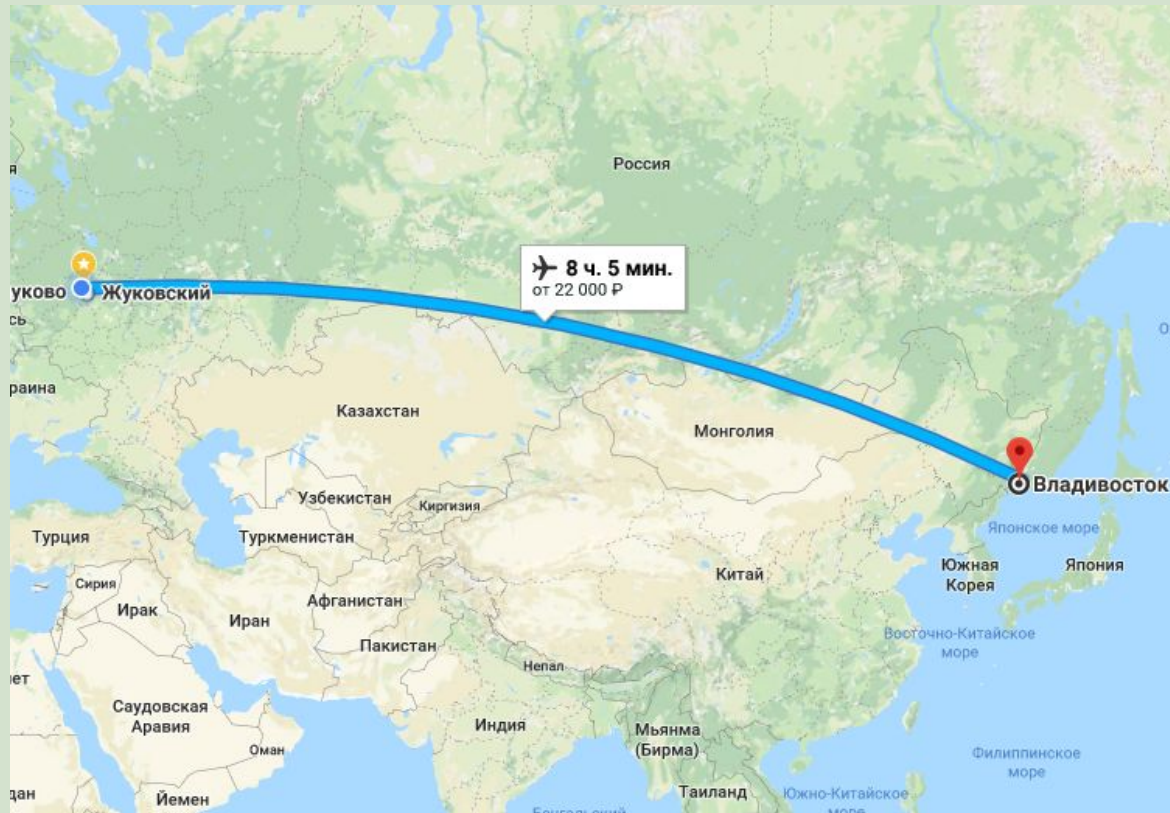 Россия
я
8 ч. 5 мин.
от 22 000 ₽
уково
Жуковский
сь
раина
Казахстан
Монголия
Владивосток
Узбекистан
Киргизия
Туркменистан
Японское море
Турция
Китай
Южная
Корея
Япония
Сирия
Афганистан
Ирак
Иран
Пакистан
Восточно-Китайское
море
Непал
ет
Саудовская
Аравия
Индия
Мьянма
(Бирма)
Оман
Филиппинское
море
дан
Йемен
Таиланд
Южно-Китайское
море
Бенгальский
О